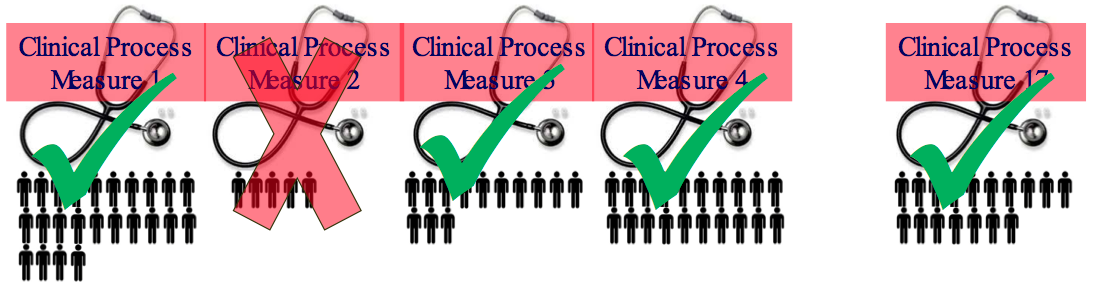 Clinical Process
Measure 1
Clinical Process
Measure 2
Clinical Process
Measure 3
Clinical Process
Measure 4
Clinical Process
Measure 17